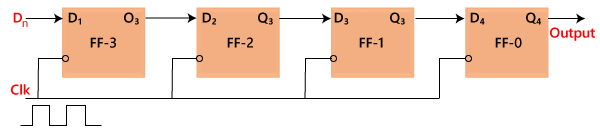 Dn
D1 O3
FF-3
D2 Q3
FF-2
D3 Q3
FF-1
D4 Q4
FF-0
Output
Clk